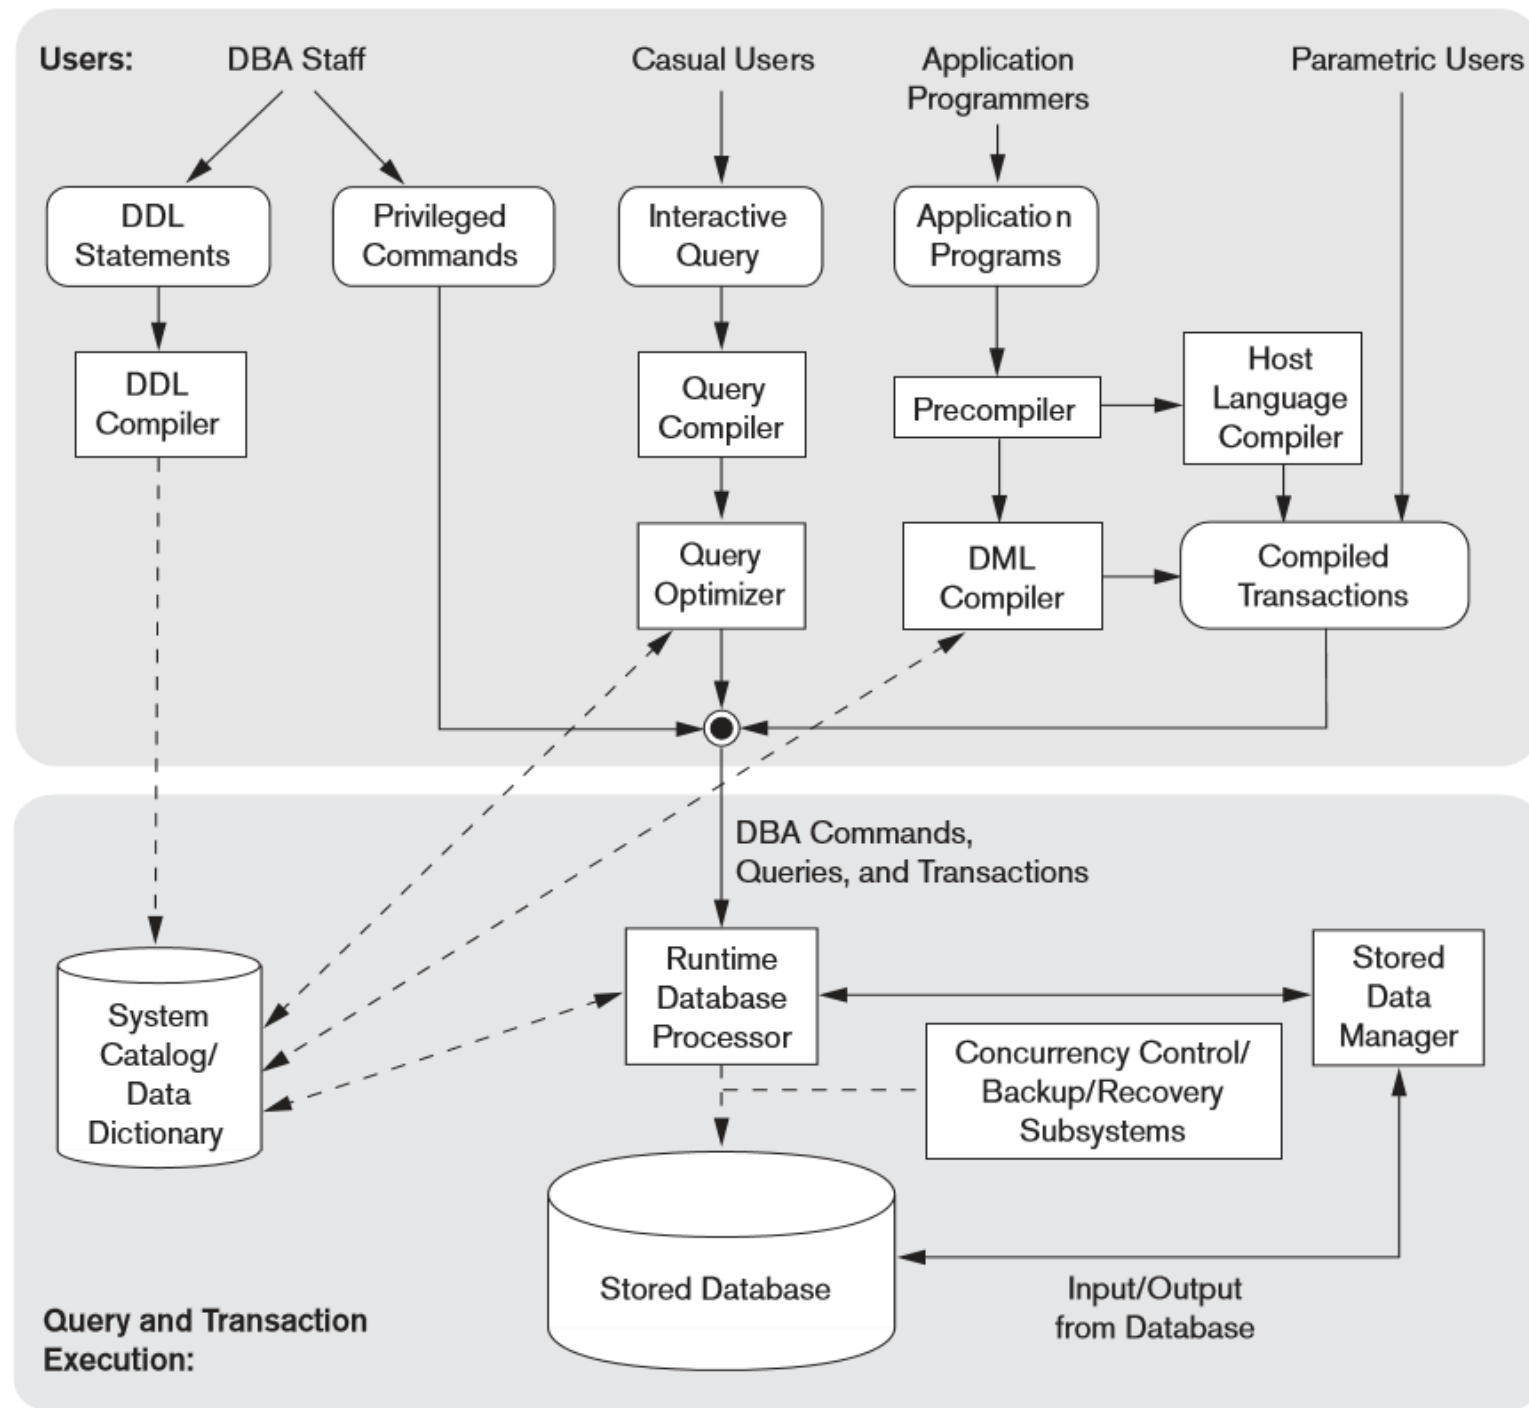 Users:
DBA Staff
Casual Users
Application
Programmers
Parametric Users
DDL
Statements
Privileged
Commands
Interactive
Query
Application
Programs
DDL
Compiler
Query
Compiler
Precompiler
Host
Language
Compiler
Query
Optimizer
DML
Compiler
Compiled
Transactions
DBA Commands,
Queries, and Transactions
System
Catalog/
Data
Dictionary
Runtime
Database
Processor
Stored
Data
Manager
Concurrency Control/
Backup/Recovery
Subsystems
Stored Database
Input/Output
from Database
Query and Transaction
Execution: